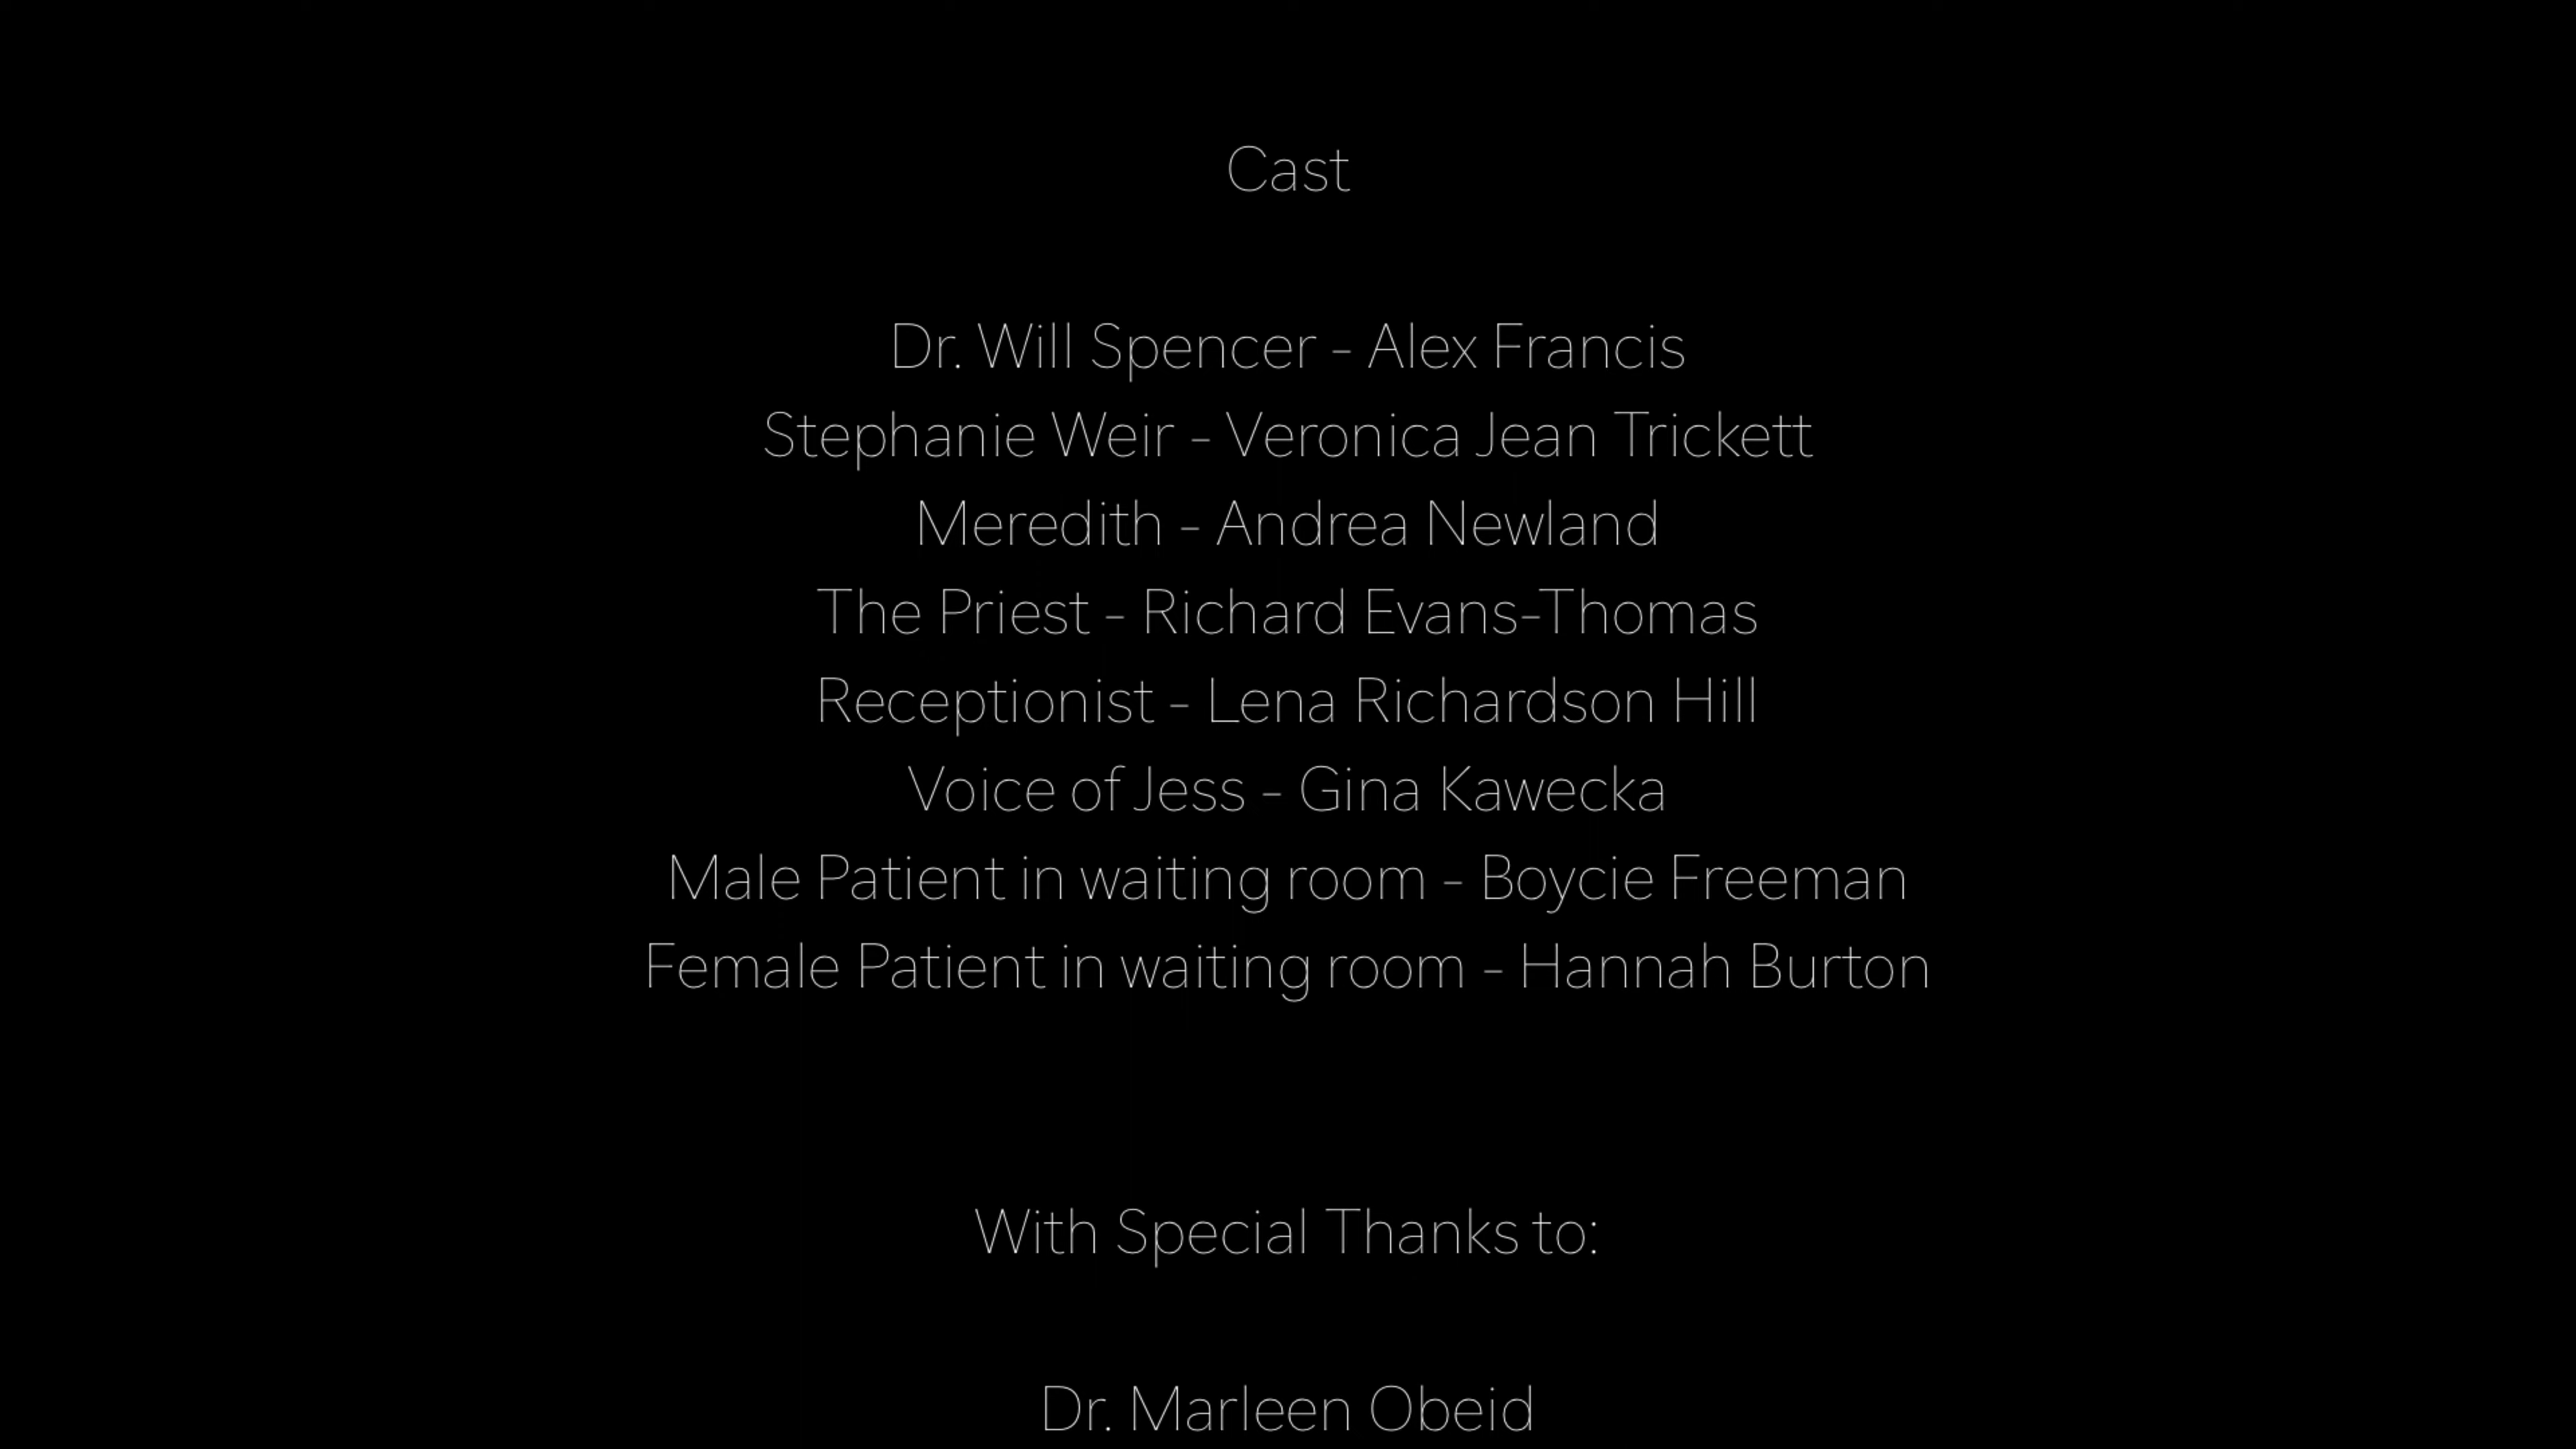 Cast
Dr. Will Spencer - Alex Francis
Stephanie Weir - Veronica Jean Trickett
Meredith - Andrea Newland
The Priest - Richard Evans-Thomas
Receptionist - Lena Richardson Hill
Voice of Jess - Gina Kawecka
Male Patient in waiting room - Boycie Freeman
Female Patient in waiting room - Hannah Burton
With Special Thanks to:
Dr. Marleen Obeid